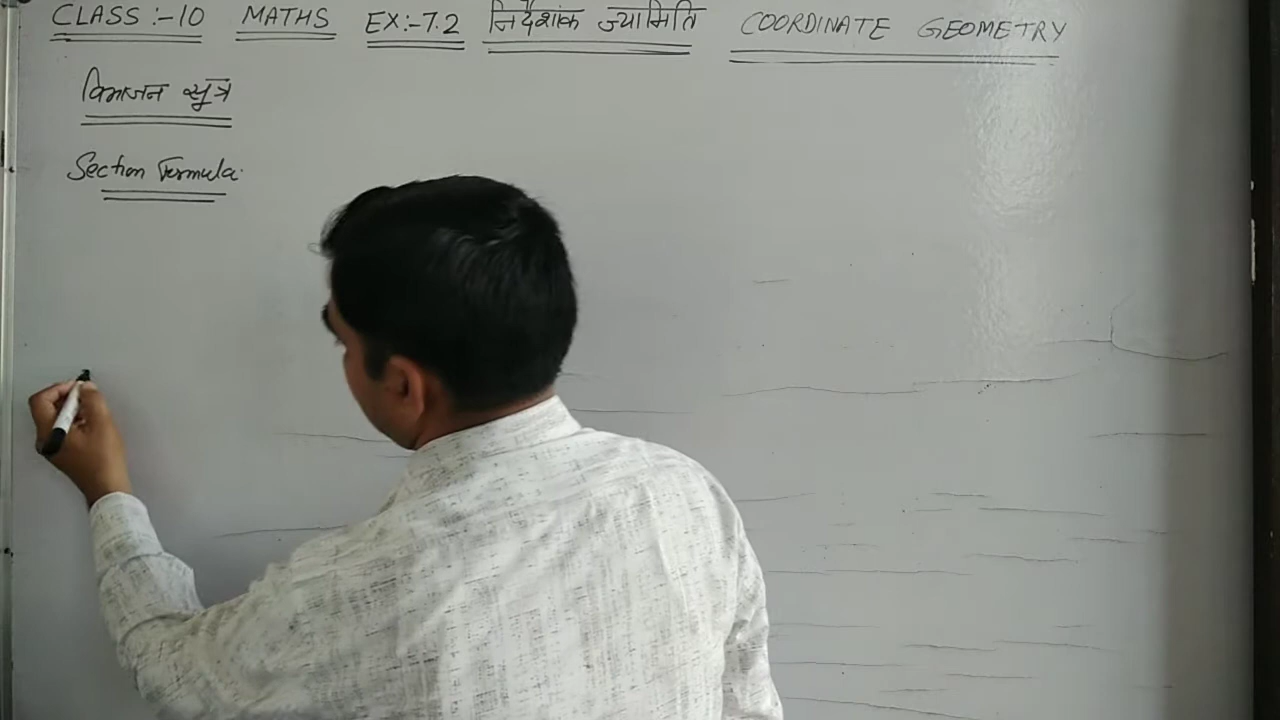 CLASS :- 10 MATHS EX:- 7.2 निर्देशांक ज्यामिति COORDINATE GEOMETRY
विभाजन सूत्र
Section Formula